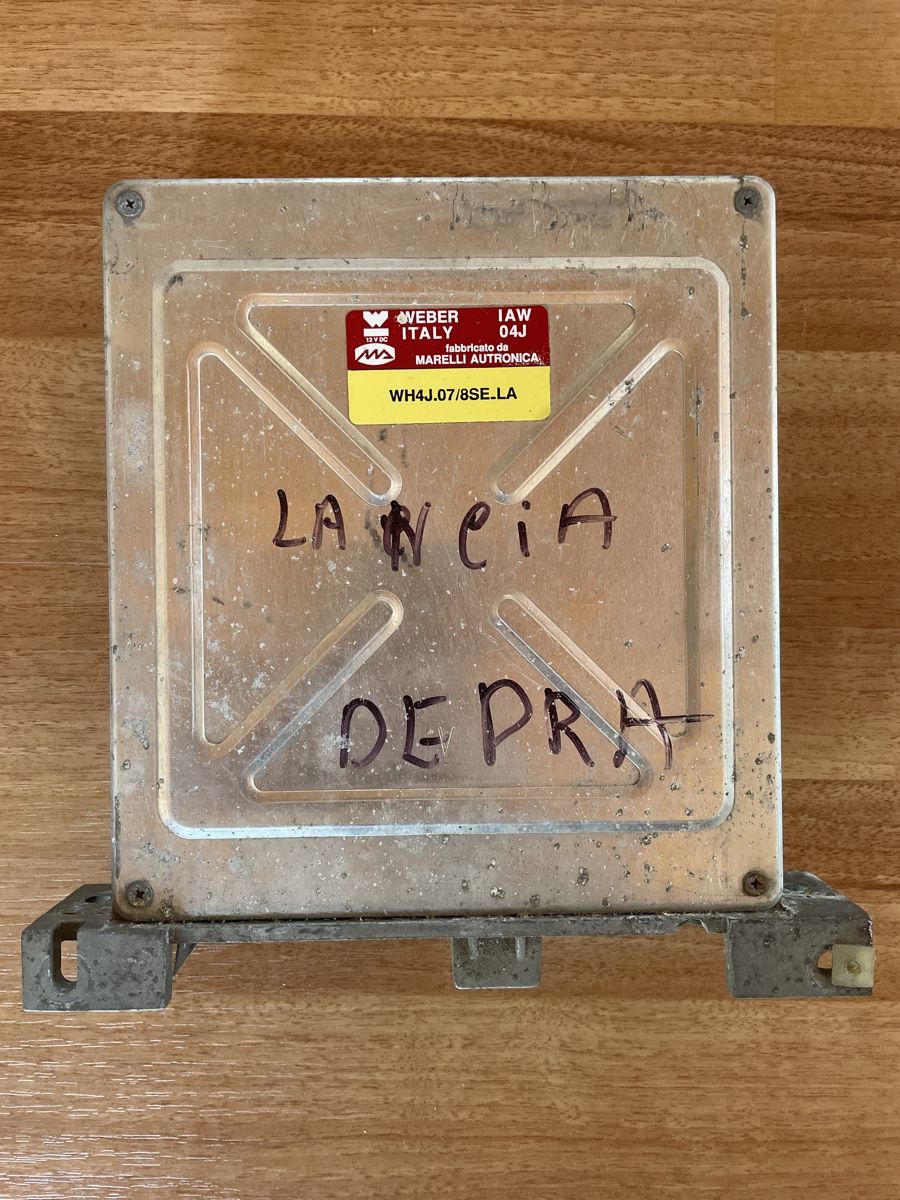 WEBER IAW
ITALY 04J
12 V DC
fabbricato da
MARELLI AUTRONICA
WH4J.07/8SE-LA
LANCIA
DEPRA